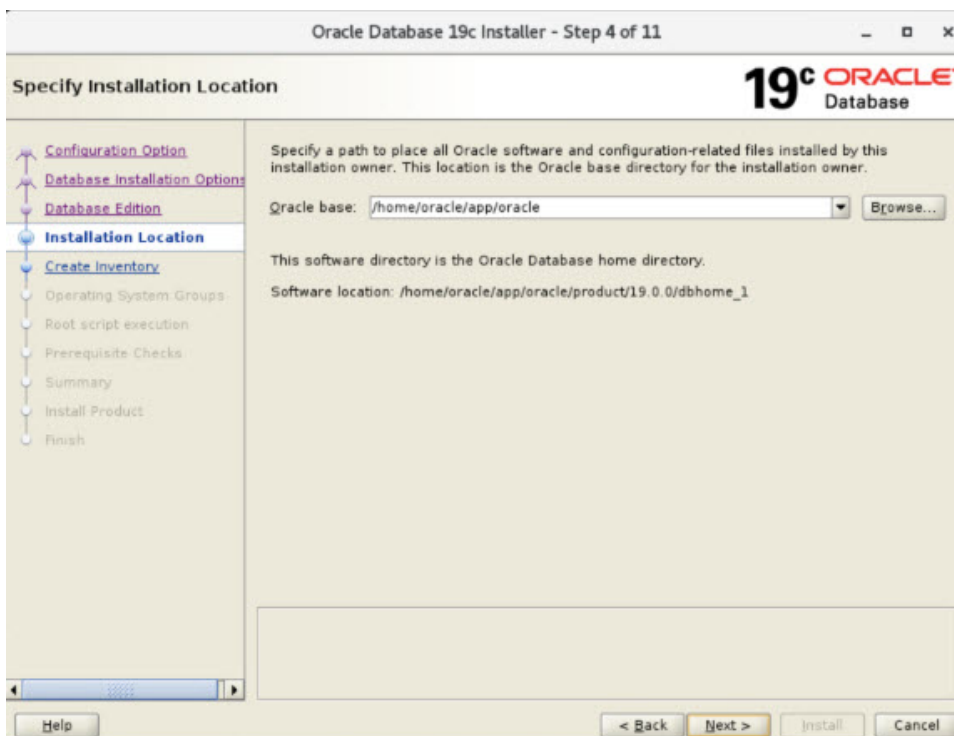 Oracle Database 19c Installer - Step 4 of 11
Specify Installation Location
19c ORACLE
Database
Configuration Option
Database Installation Options
Database Edition
Installation Location
Create Inventory
Operating System Groups
Root script execution
Prerequisite Checks
Summary
Install Product
Finish
Specify a path to place all Oracle software and configuration-related files installed by this
installation owner. This location is the Oracle base directory for the installation owner.
Oracle base: /home/oracle/app/oracle Browse...
This software directory is the Oracle Database home directory.
Software location: /home/oracle/app/oracle/product/19.0.0/dbhome_1
Help < Back Next > Install Cancel